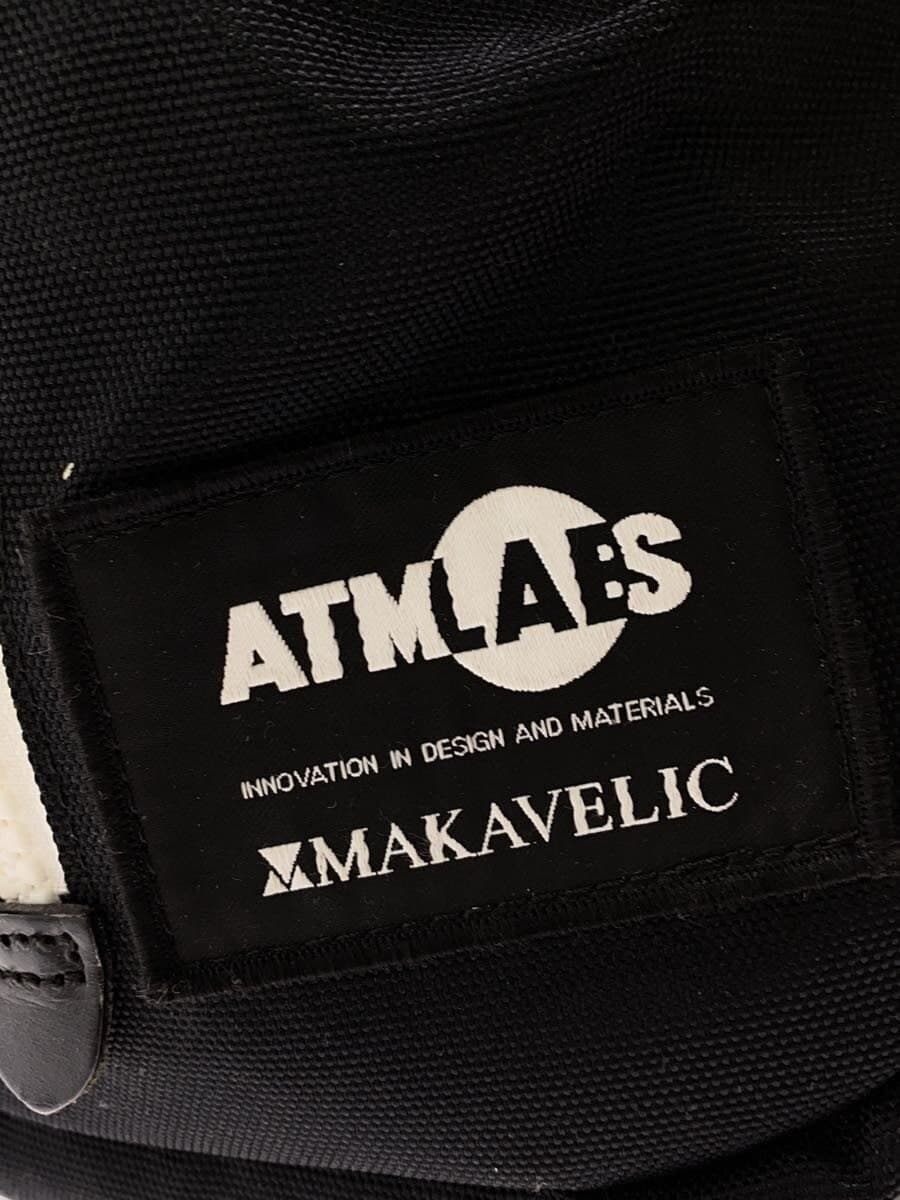 ATMLABS
INNOVATION IN DESIGN AND MATERIALS
MAKAVELIC